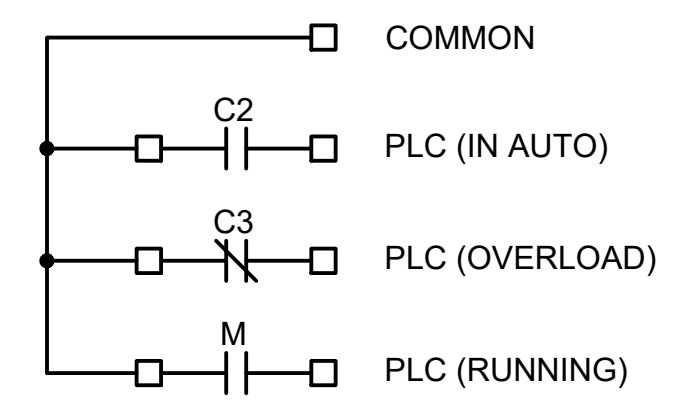 COMMON
C2
PLC (IN AUTO)
C3
PLC (OVERLOAD)
M
PLC (RUNNING)